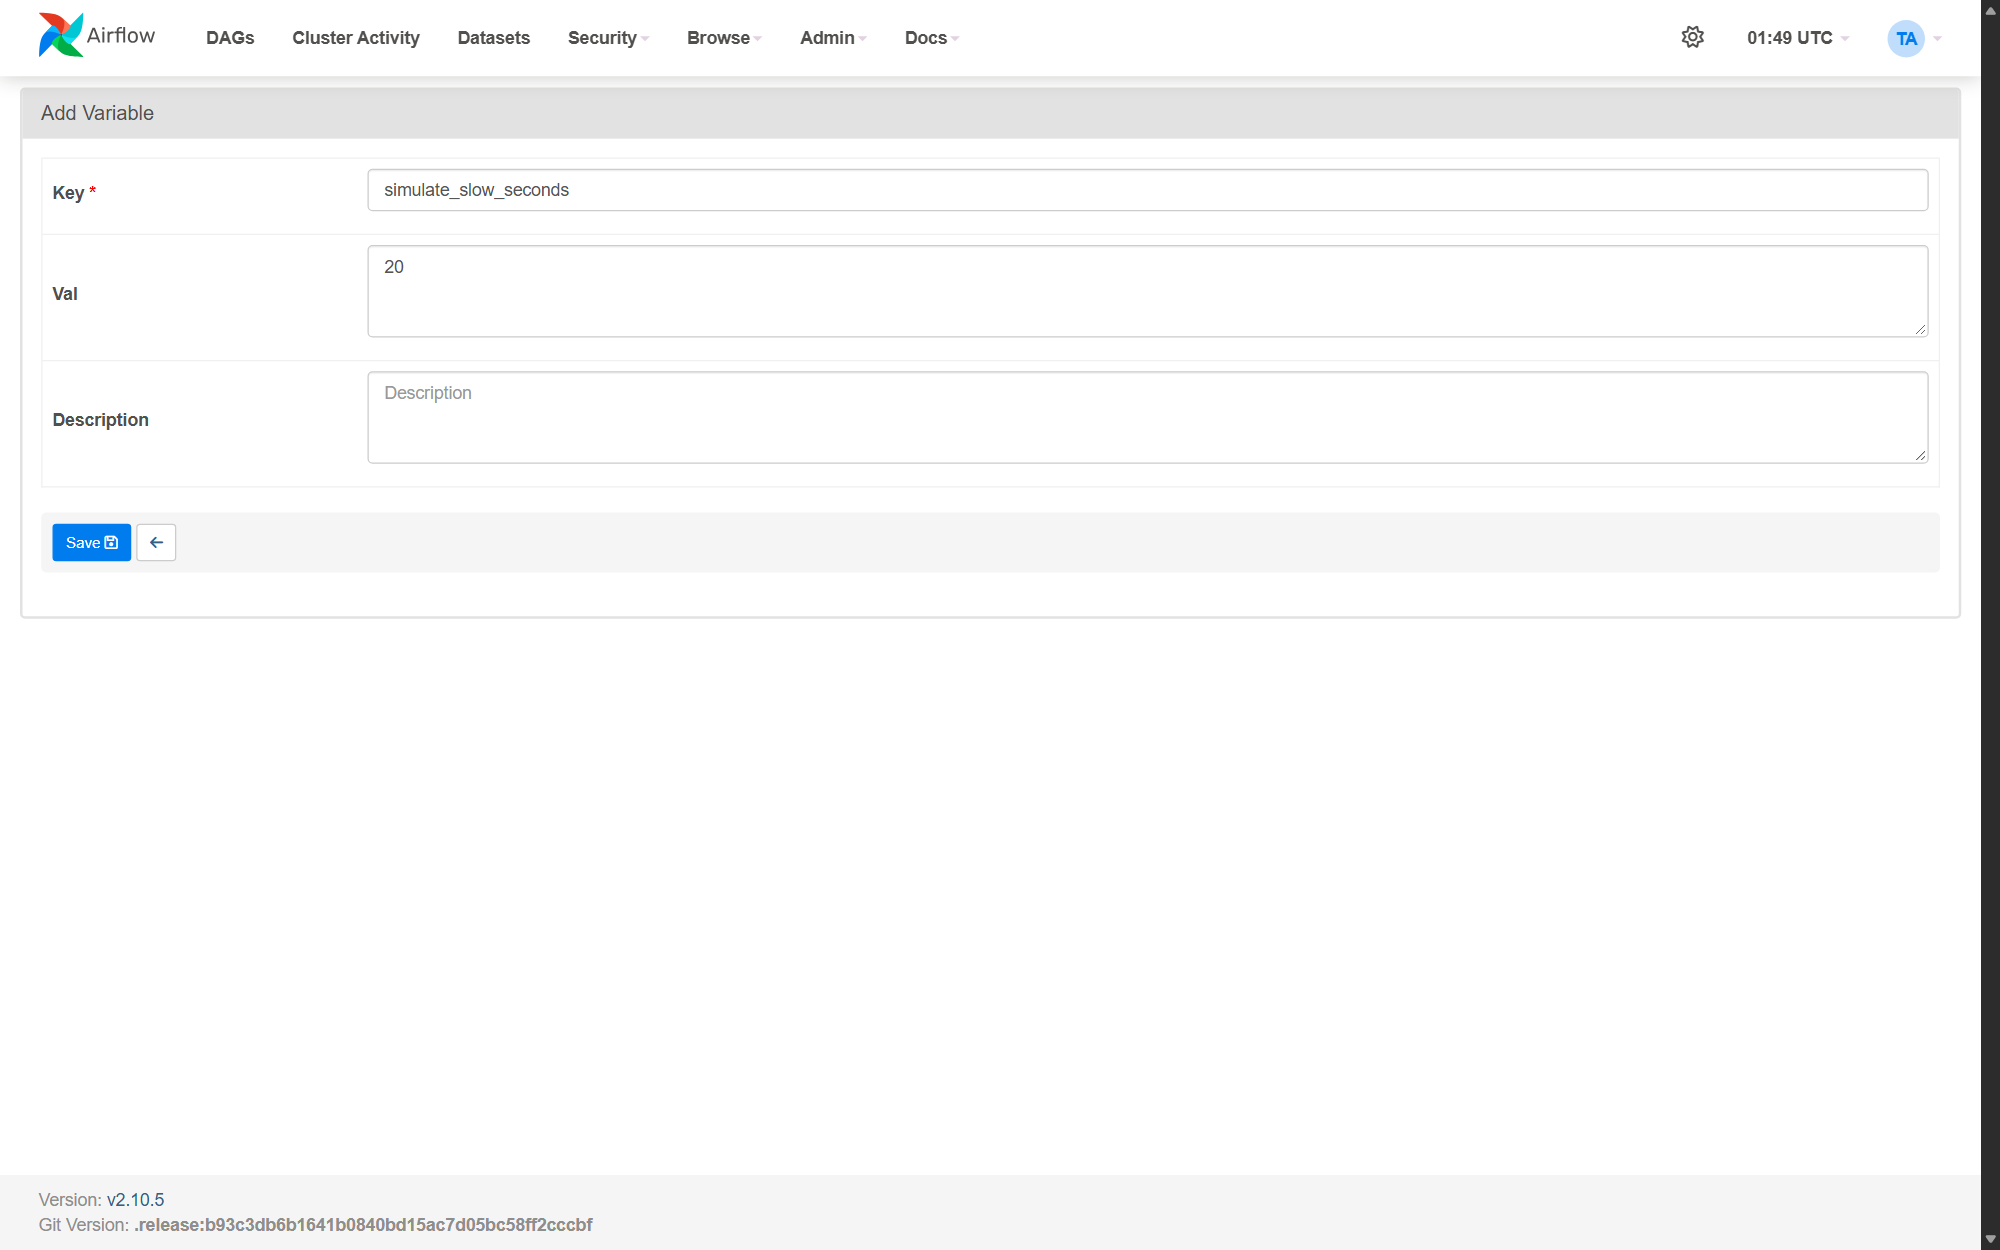 Airflow DAGs Cluster Activity Datasets Security Browse Admin Docs 01:49 UTC TA
Add Variable
Key *
simulate_slow_seconds
Val
20
Description
Description
Save
Version: v2.10.5
Git Version: .release:b93c3db6b1641b0840bd15ac7d05bc58ff2cccbf